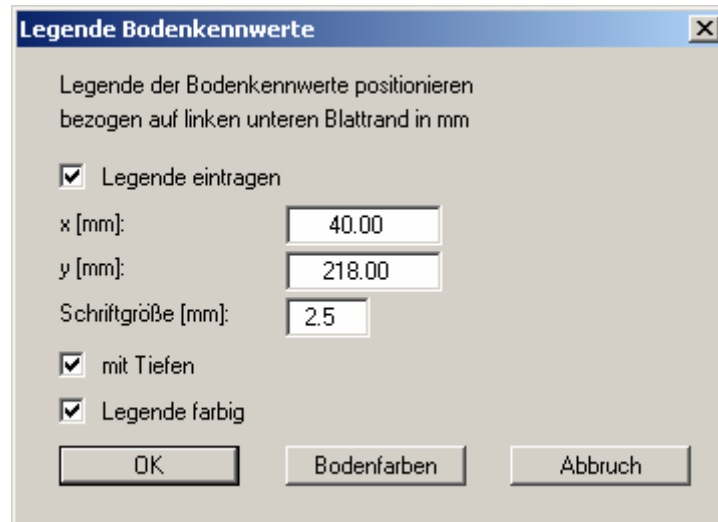 Legende Bodenkennwerte
Legende der Bodenkennwerte positionieren
bezogen auf linken unteren Blattrand in mm
Legende eintragen
x [mm]: 40.00
y [mm]: 218.00
Schriftgröße [mm]: 2.5
mit Tiefen
Legende farbig
OK Bodenfarben Abbruch